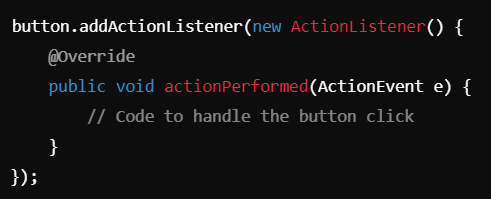 button.addActionListener(new ActionListener() {
    @Override
    public void actionPerformed(ActionEvent e) {
        // Code to handle the button click
    }
});